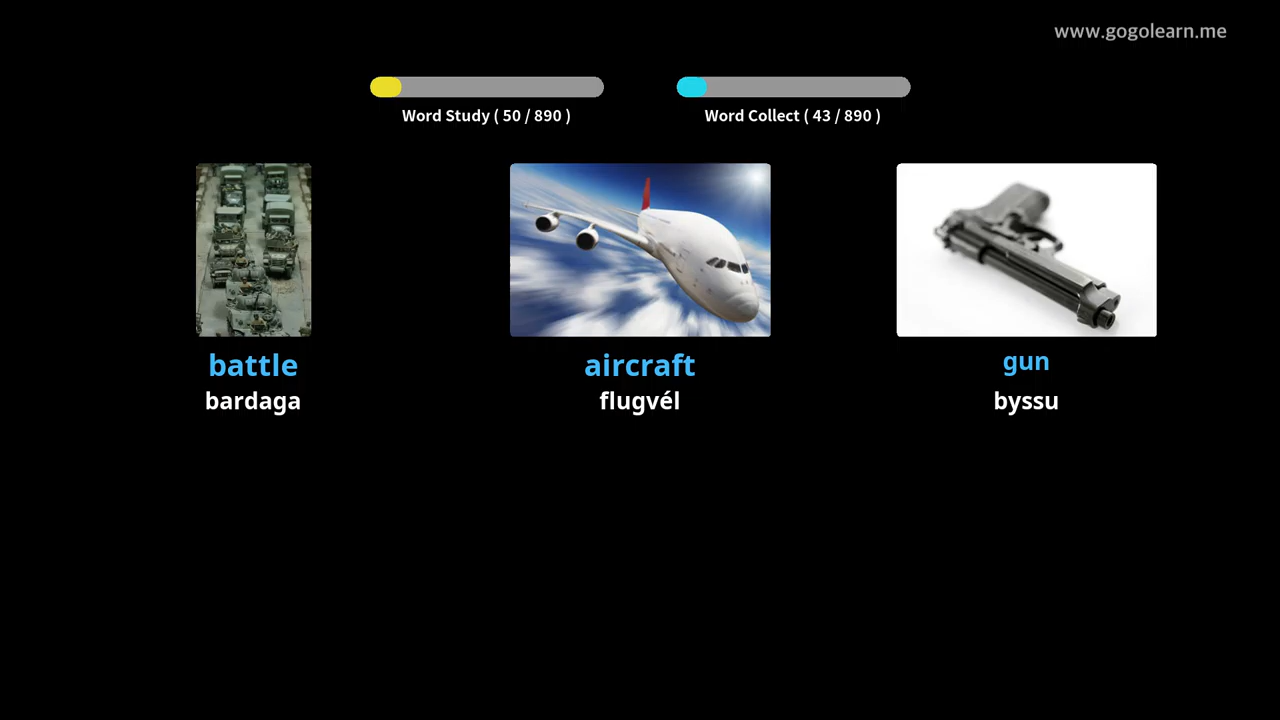 www.gogolearn.me
Word Study ( 50 / 890 )
Word Collect ( 43 / 890 )
battle
bardaga
aircraft
flugvél
gun
byssu